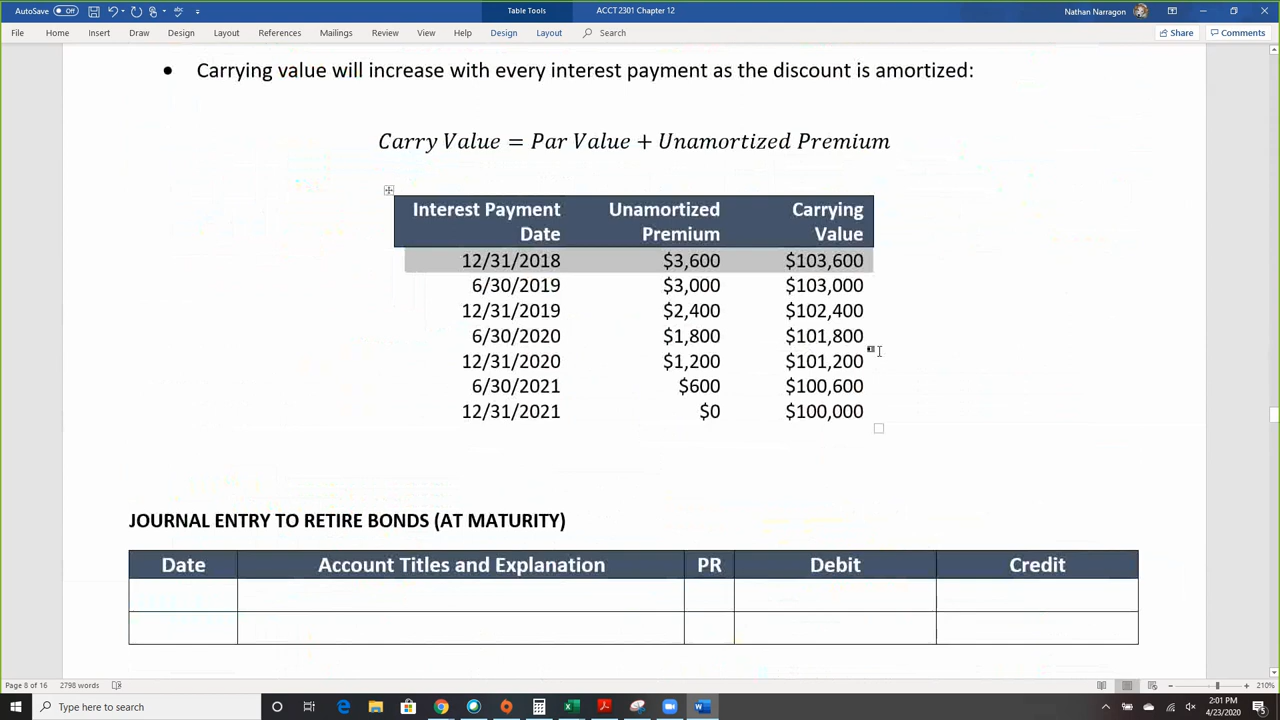 AutoSave Off
Table Tools
ACCT 2301 Chapter 12
Nathan Narragon
File Home Insert Draw Design Layout References Mailings Review View Help Design Layout Search Share Comments
• Carrying value will increase with every interest payment as the discount is amortized:
Carry Value = Par Value + Unamortized Premium
Interest Payment Date Unamortized Premium Carrying Value
12/31/2018 $3,600 $103,600
6/30/2019 $3,000 $103,000
12/31/2019 $2,400 $102,400
6/30/2020 $1,800 $101,800
12/31/2020 $1,200 $101,200
6/30/2021 $600 $100,600
12/31/2021 $0 $100,000
JOURNAL ENTRY TO RETIRE BONDS (AT MATURITY)
Date Account Titles and Explanation PR Debit Credit
Page 8 of 16 2798 words 210%
Type here to search
2:01 PM
4/23/2020